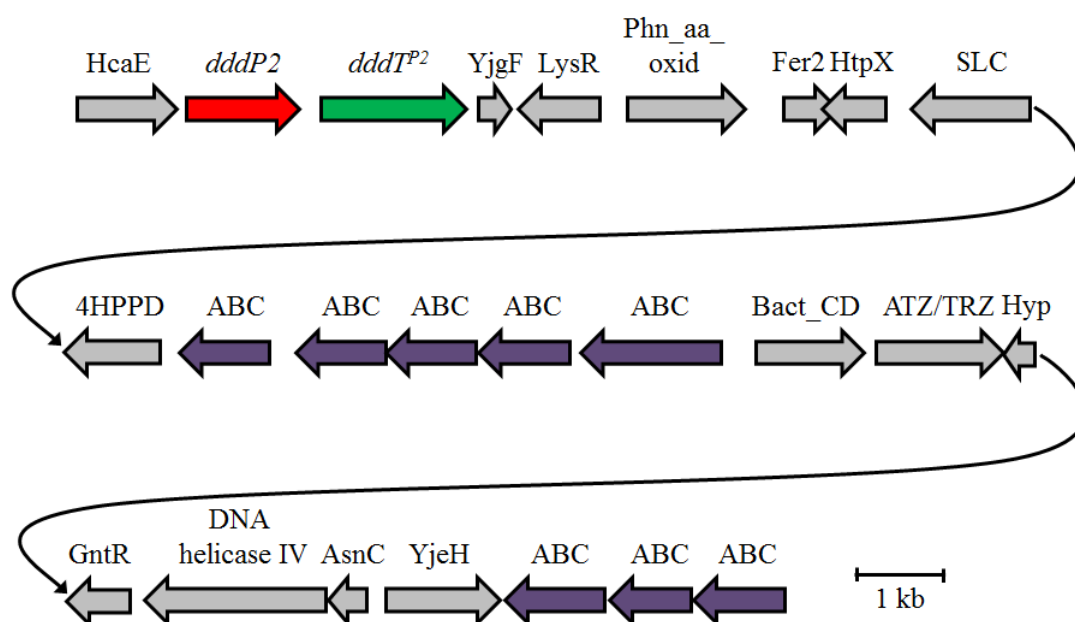 Phn_aa_
HcaE dddP2 dddT^P2 YjgF LysR oxid Fer2 HtpX SLC
4HPPD ABC ABC ABC ABC ABC Bact_CD ATZ/TRZ Hyp
DNA
GntR helicase IV AsnC YjeH ABC ABC ABC
1 kb